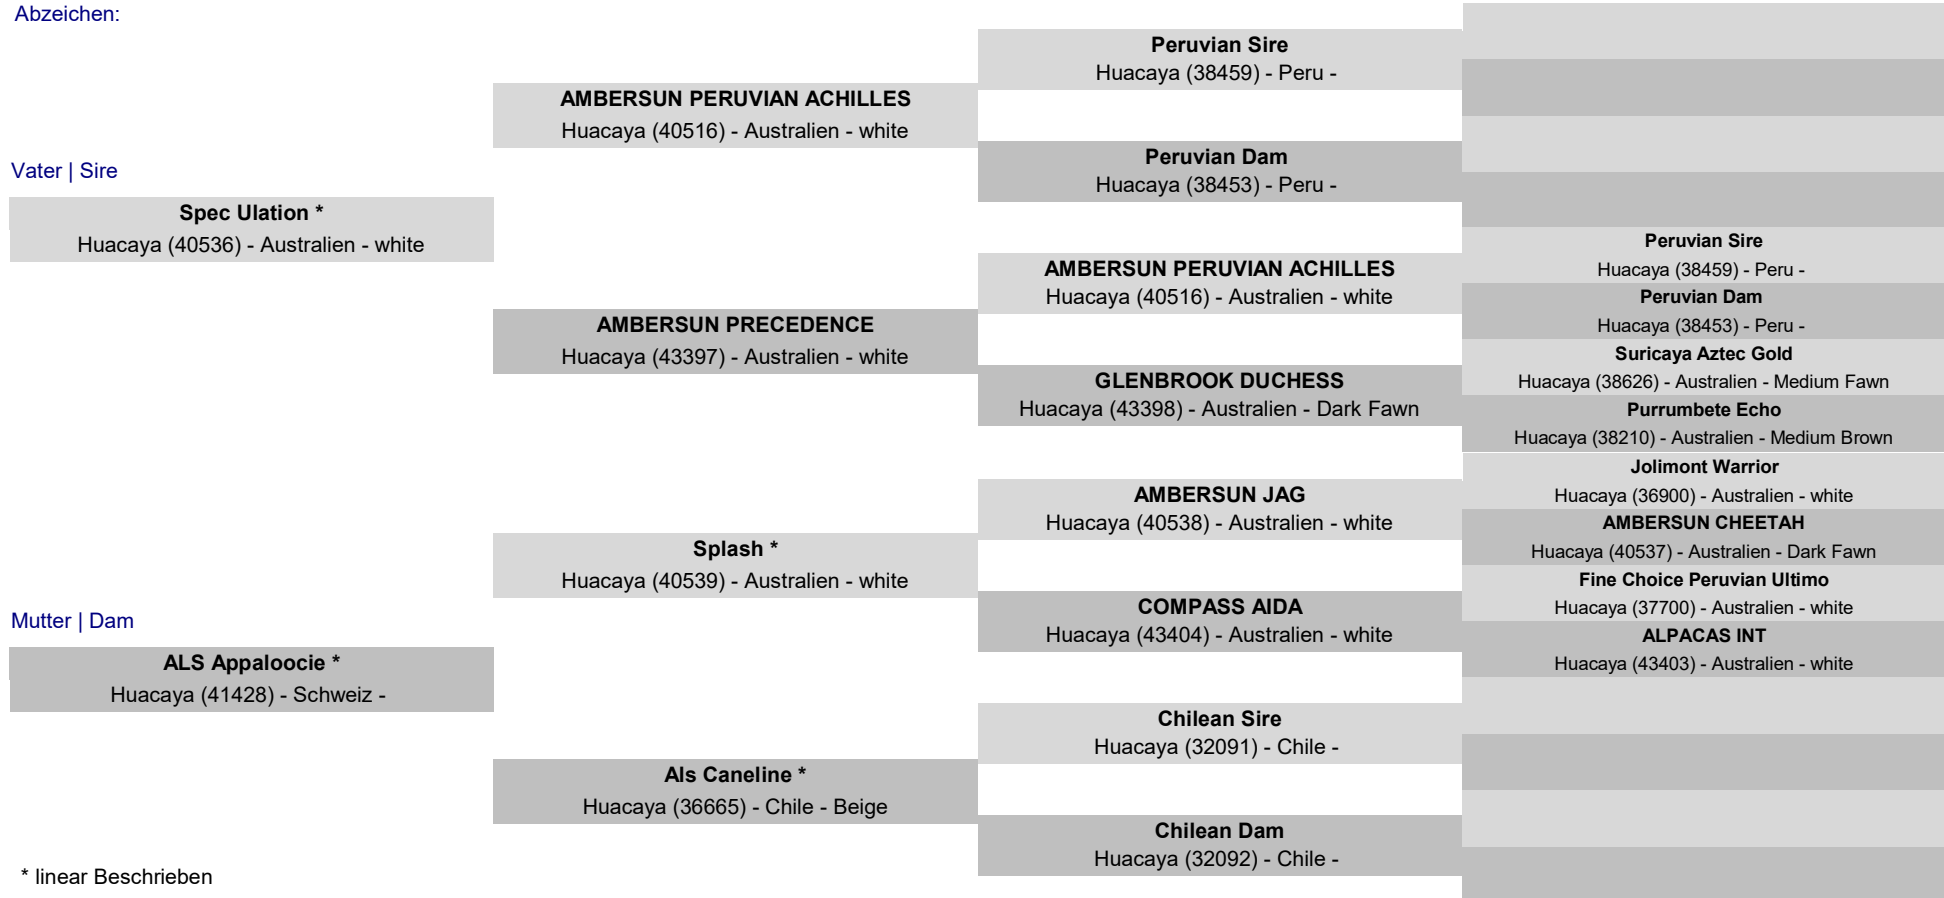 Abzeichen:
Vater | Sire
Spec Ulation *
Huacaya (40536) - Australien - white
Mutter | Dam
ALS Appaloocie *
Huacaya (41428) - Schweiz -
* linear Beschrieben
AMBERSUN PERUVIAN ACHILLES
Huacaya (40516) - Australien - white
AMBERSUN PRECEDENCE
Huacaya (43397) - Australien - white
Splash *
Huacaya (40539) - Australien - white
Als Caneline *
Huacaya (36665) - Chile - Beige
Peruvian Sire
Huacaya (38459) - Peru -
Peruvian Dam
Huacaya (38453) - Peru -
AMBERSUN PERUVIAN ACHILLES
Huacaya (40516) - Australien - white
GLENBROOK DUCHESS
Huacaya (43398) - Australien - Dark Fawn
AMBERSUN JAG
Huacaya (40538) - Australien - white
COMPASS AIDA
Huacaya (43404) - Australien - white
Chilean Sire
Huacaya (32091) - Chile -
Chilean Dam
Huacaya (32092) - Chile -
Peruvian Sire
Huacaya (38459) - Peru -
Peruvian Dam
Huacaya (38453) - Peru -
Suricaya Aztec Gold
Huacaya (38626) - Australien - Medium Fawn
Purrumbete Echo
Huacaya (38210) - Australien - Medium Brown
Jolimont Warrior
Huacaya (36900) - Australien - white
AMBERSUN CHEETAH
Huacaya (40537) - Australien - Dark Fawn
Fine Choice Peruvian Ultimo
Huacaya (37700) - Australien - white
ALPACAS INT
Huacaya (43403) - Australien - white